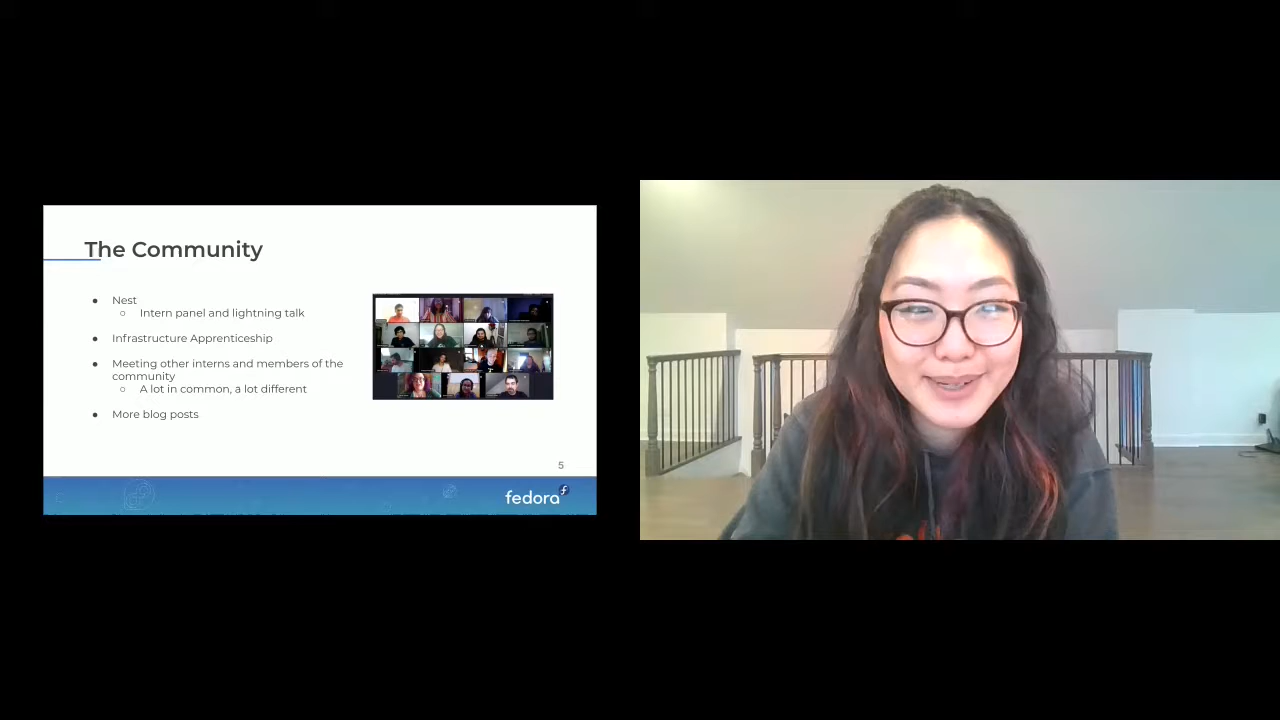 The Community
● Nest
○ Intern panel and lightning talk
● Infrastructure Apprenticeship
● Meeting other interns and members of the
community
○ A lot in common, a lot different
● More blog posts
5
fedora